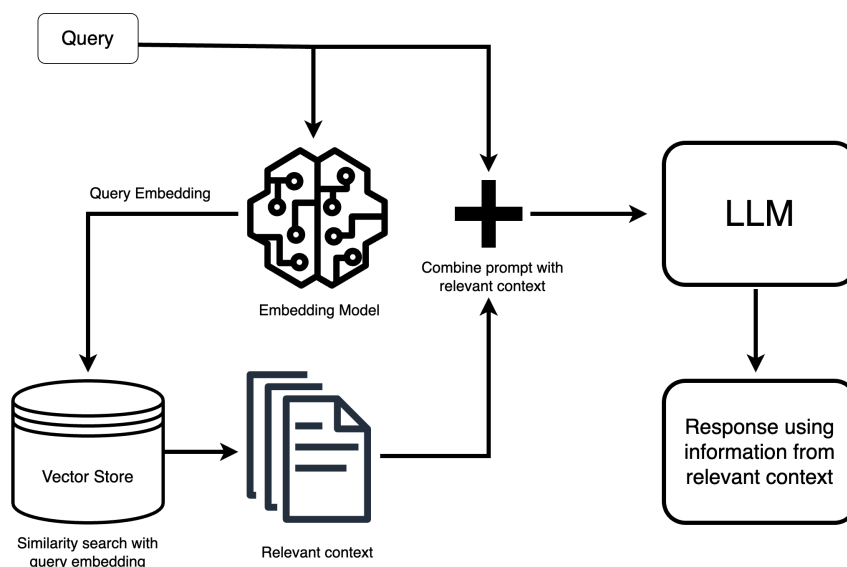 Query
Query Embedding
Embedding Model
Combine prompt with
relevant context
LLM
Vector Store
Similarity search with
query embedding
Relevant context
Response using
information from
relevant context